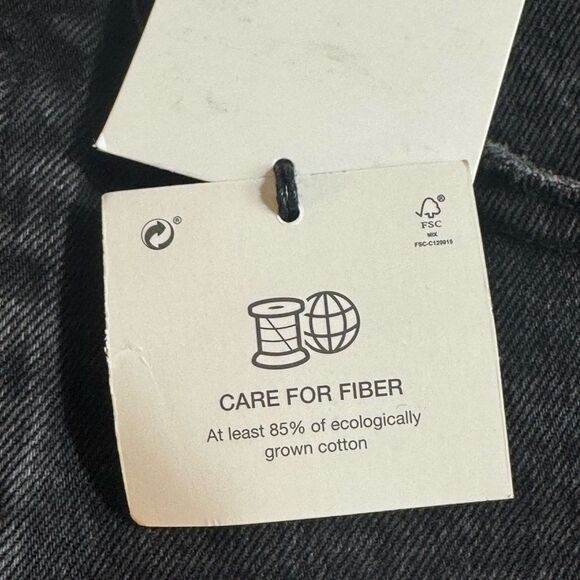 ®
®
FSC
MIX
FSC-C120915
CARE FOR FIBER
At least 85% of ecologically
grown cotton